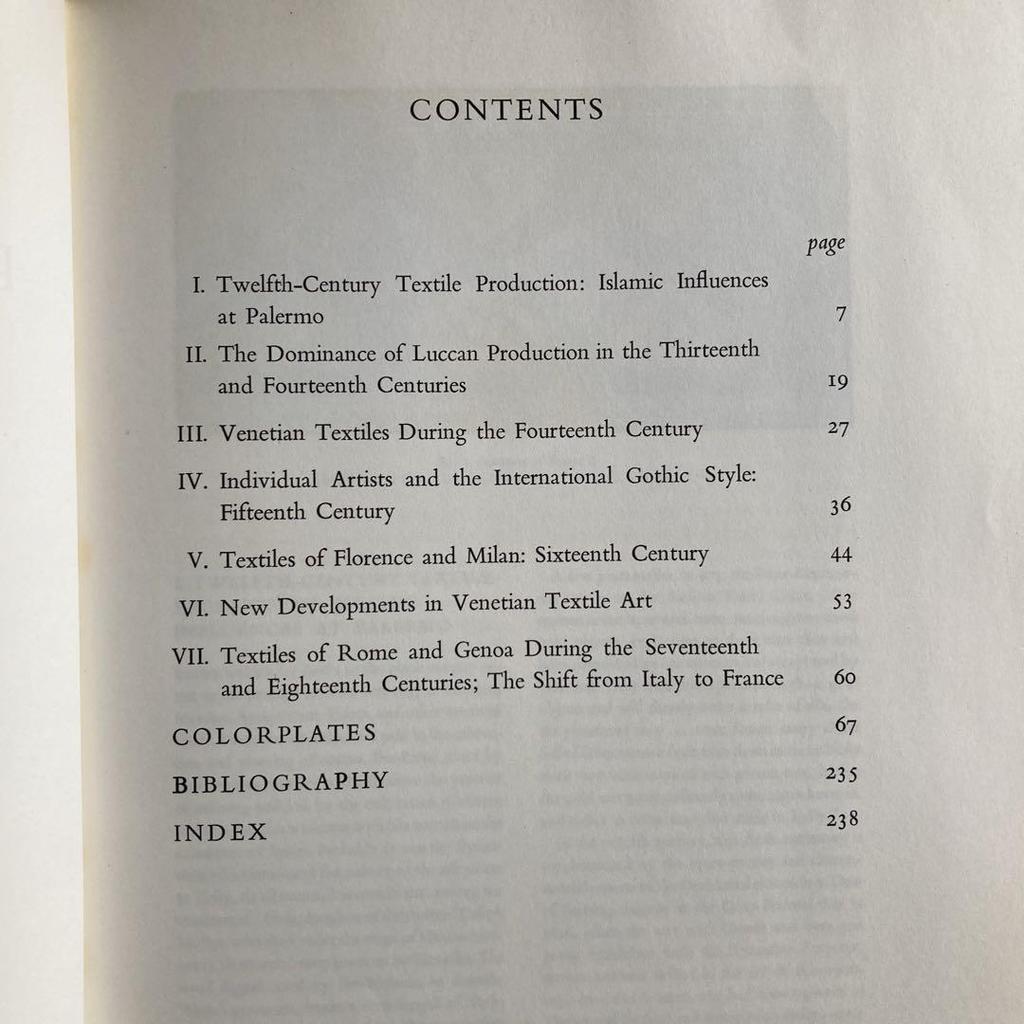 CONTENTS
page
I. Twelfth-Century Textile Production: Islamic Influences
at Palermo 7
II. The Dominance of Luccan Production in the Thirteenth
and Fourteenth Centuries 19
III. Venetian Textiles During the Fourteenth Century 27
IV. Individual Artists and the International Gothic Style:
Fifteenth Century 36
V. Textiles of Florence and Milan: Sixteenth Century 44
VI. New Developments in Venetian Textile Art 53
VII. Textiles of Rome and Genoa During the Seventeenth
and Eighteenth Centuries; The Shift from Italy to France 60
COLORPLATES 67
BIBLIOGRAPHY 235
INDEX 238